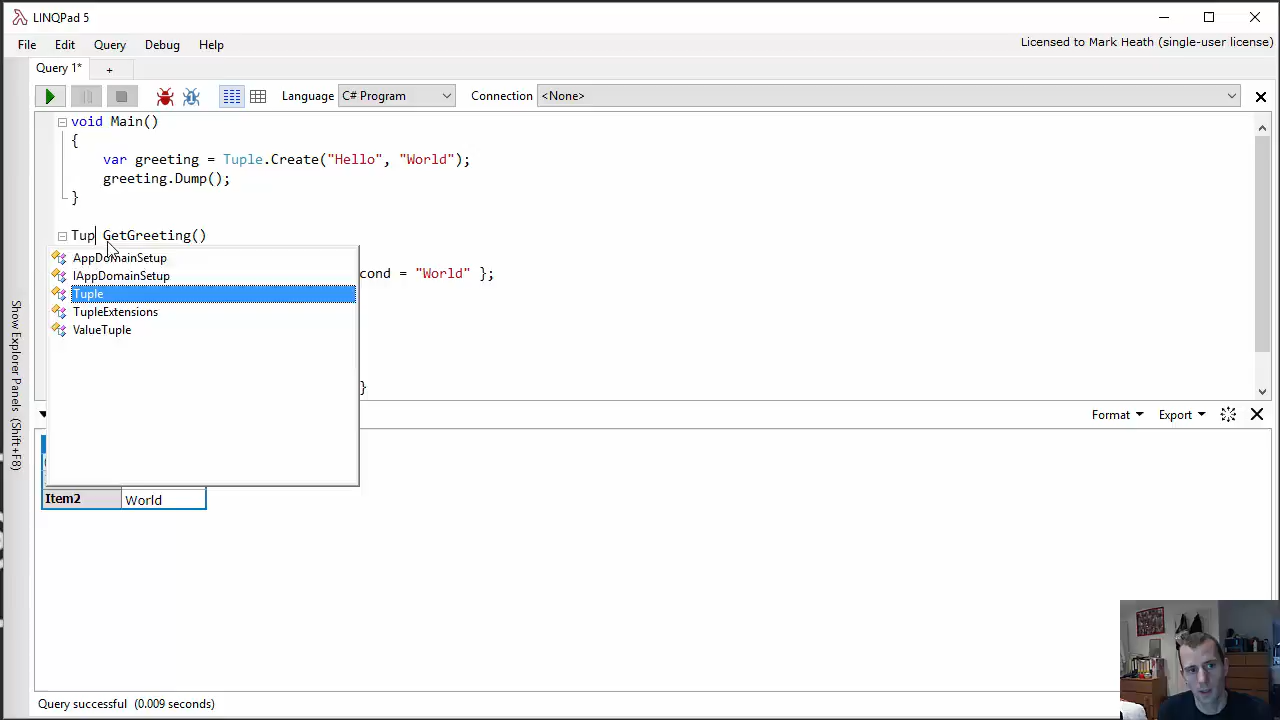 LINQPad 5
File Edit Query Debug Help
Licensed to Mark Heath (single-user license)
Query 1* +
Language C# Program Connection <None>
void Main()
{
var greeting = Tuple.Create("Hello", "World");
greeting.Dump();
}
Tup GetGreeting()
AppDomainSetup
IAppDomainSetup
cond = "World" };
Tuple
TupleExtensions
ValueTuple
}
Show Explorer Panels (Shift+F8)
Format Export
Item2 World
Query successful (0.009 seconds)